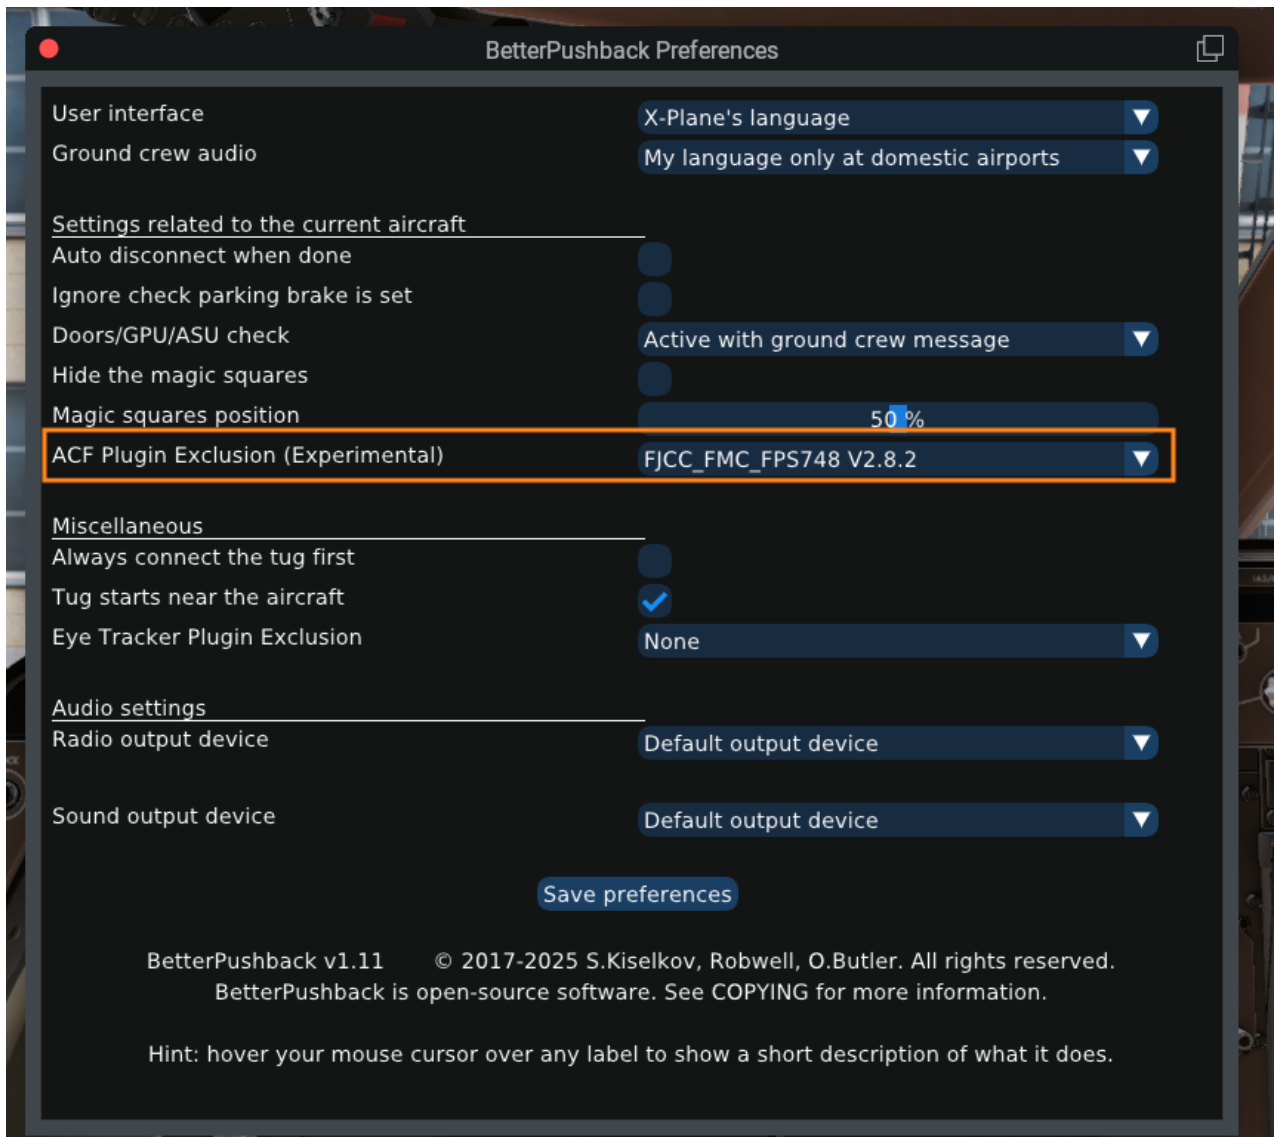 BetterPushback Preferences
User interface
X-Plane's language
Ground crew audio
My language only at domestic airports
Settings related to the current aircraft
Auto disconnect when done
Ignore check parking brake is set
Doors/GPU/ASU check
Active with ground crew message
Hide the magic squares
Magic squares position
50 %
ACF Plugin Exclusion (Experimental)
FJCC_FMC_FPS748 V2.8.2
Miscellaneous
Always connect the tug first
Tug starts near the aircraft
Eye Tracker Plugin Exclusion
None
Audio settings
Radio output device
Default output device
Sound output device
Default output device
Save preferences
BetterPushback v1.11 © 2017-2025 S.Kiselkov, Robwell, O.Butler. All rights reserved.
BetterPushback is open-source software. See COPYING for more information.
Hint: hover your mouse cursor over any label to show a short description of what it does.